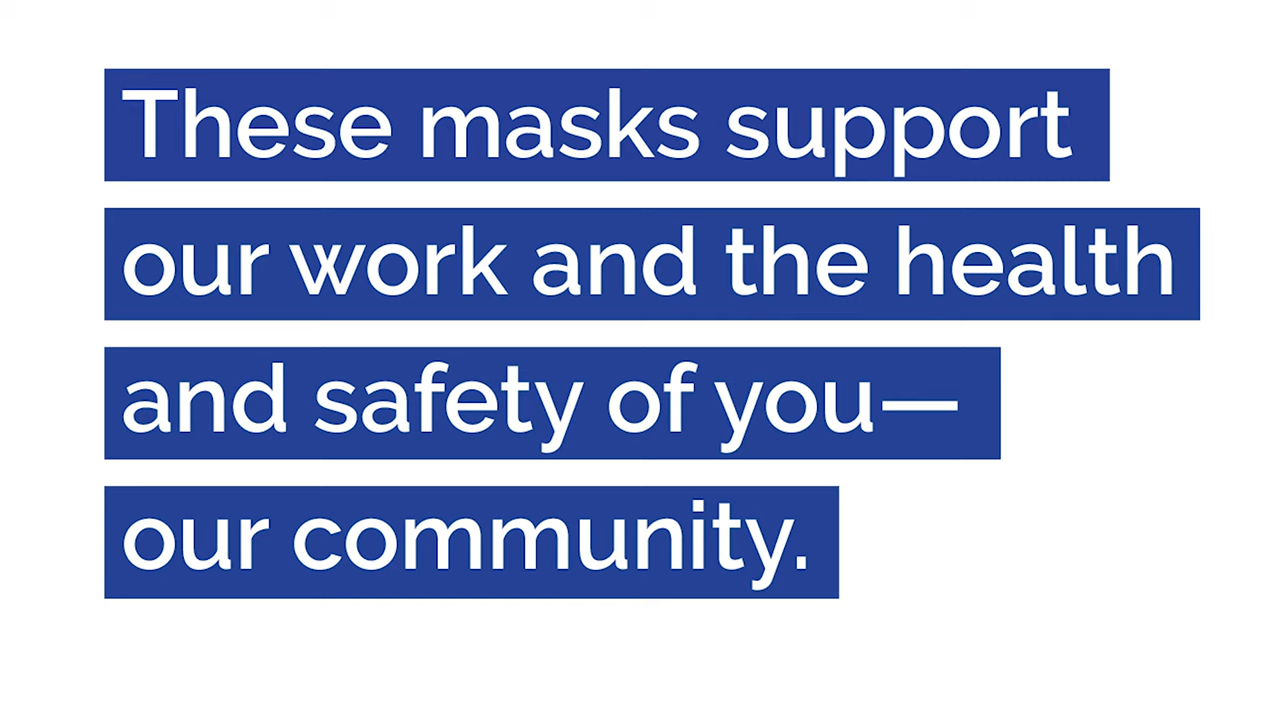 These masks support
our work and the health
and safety of you—
our community.